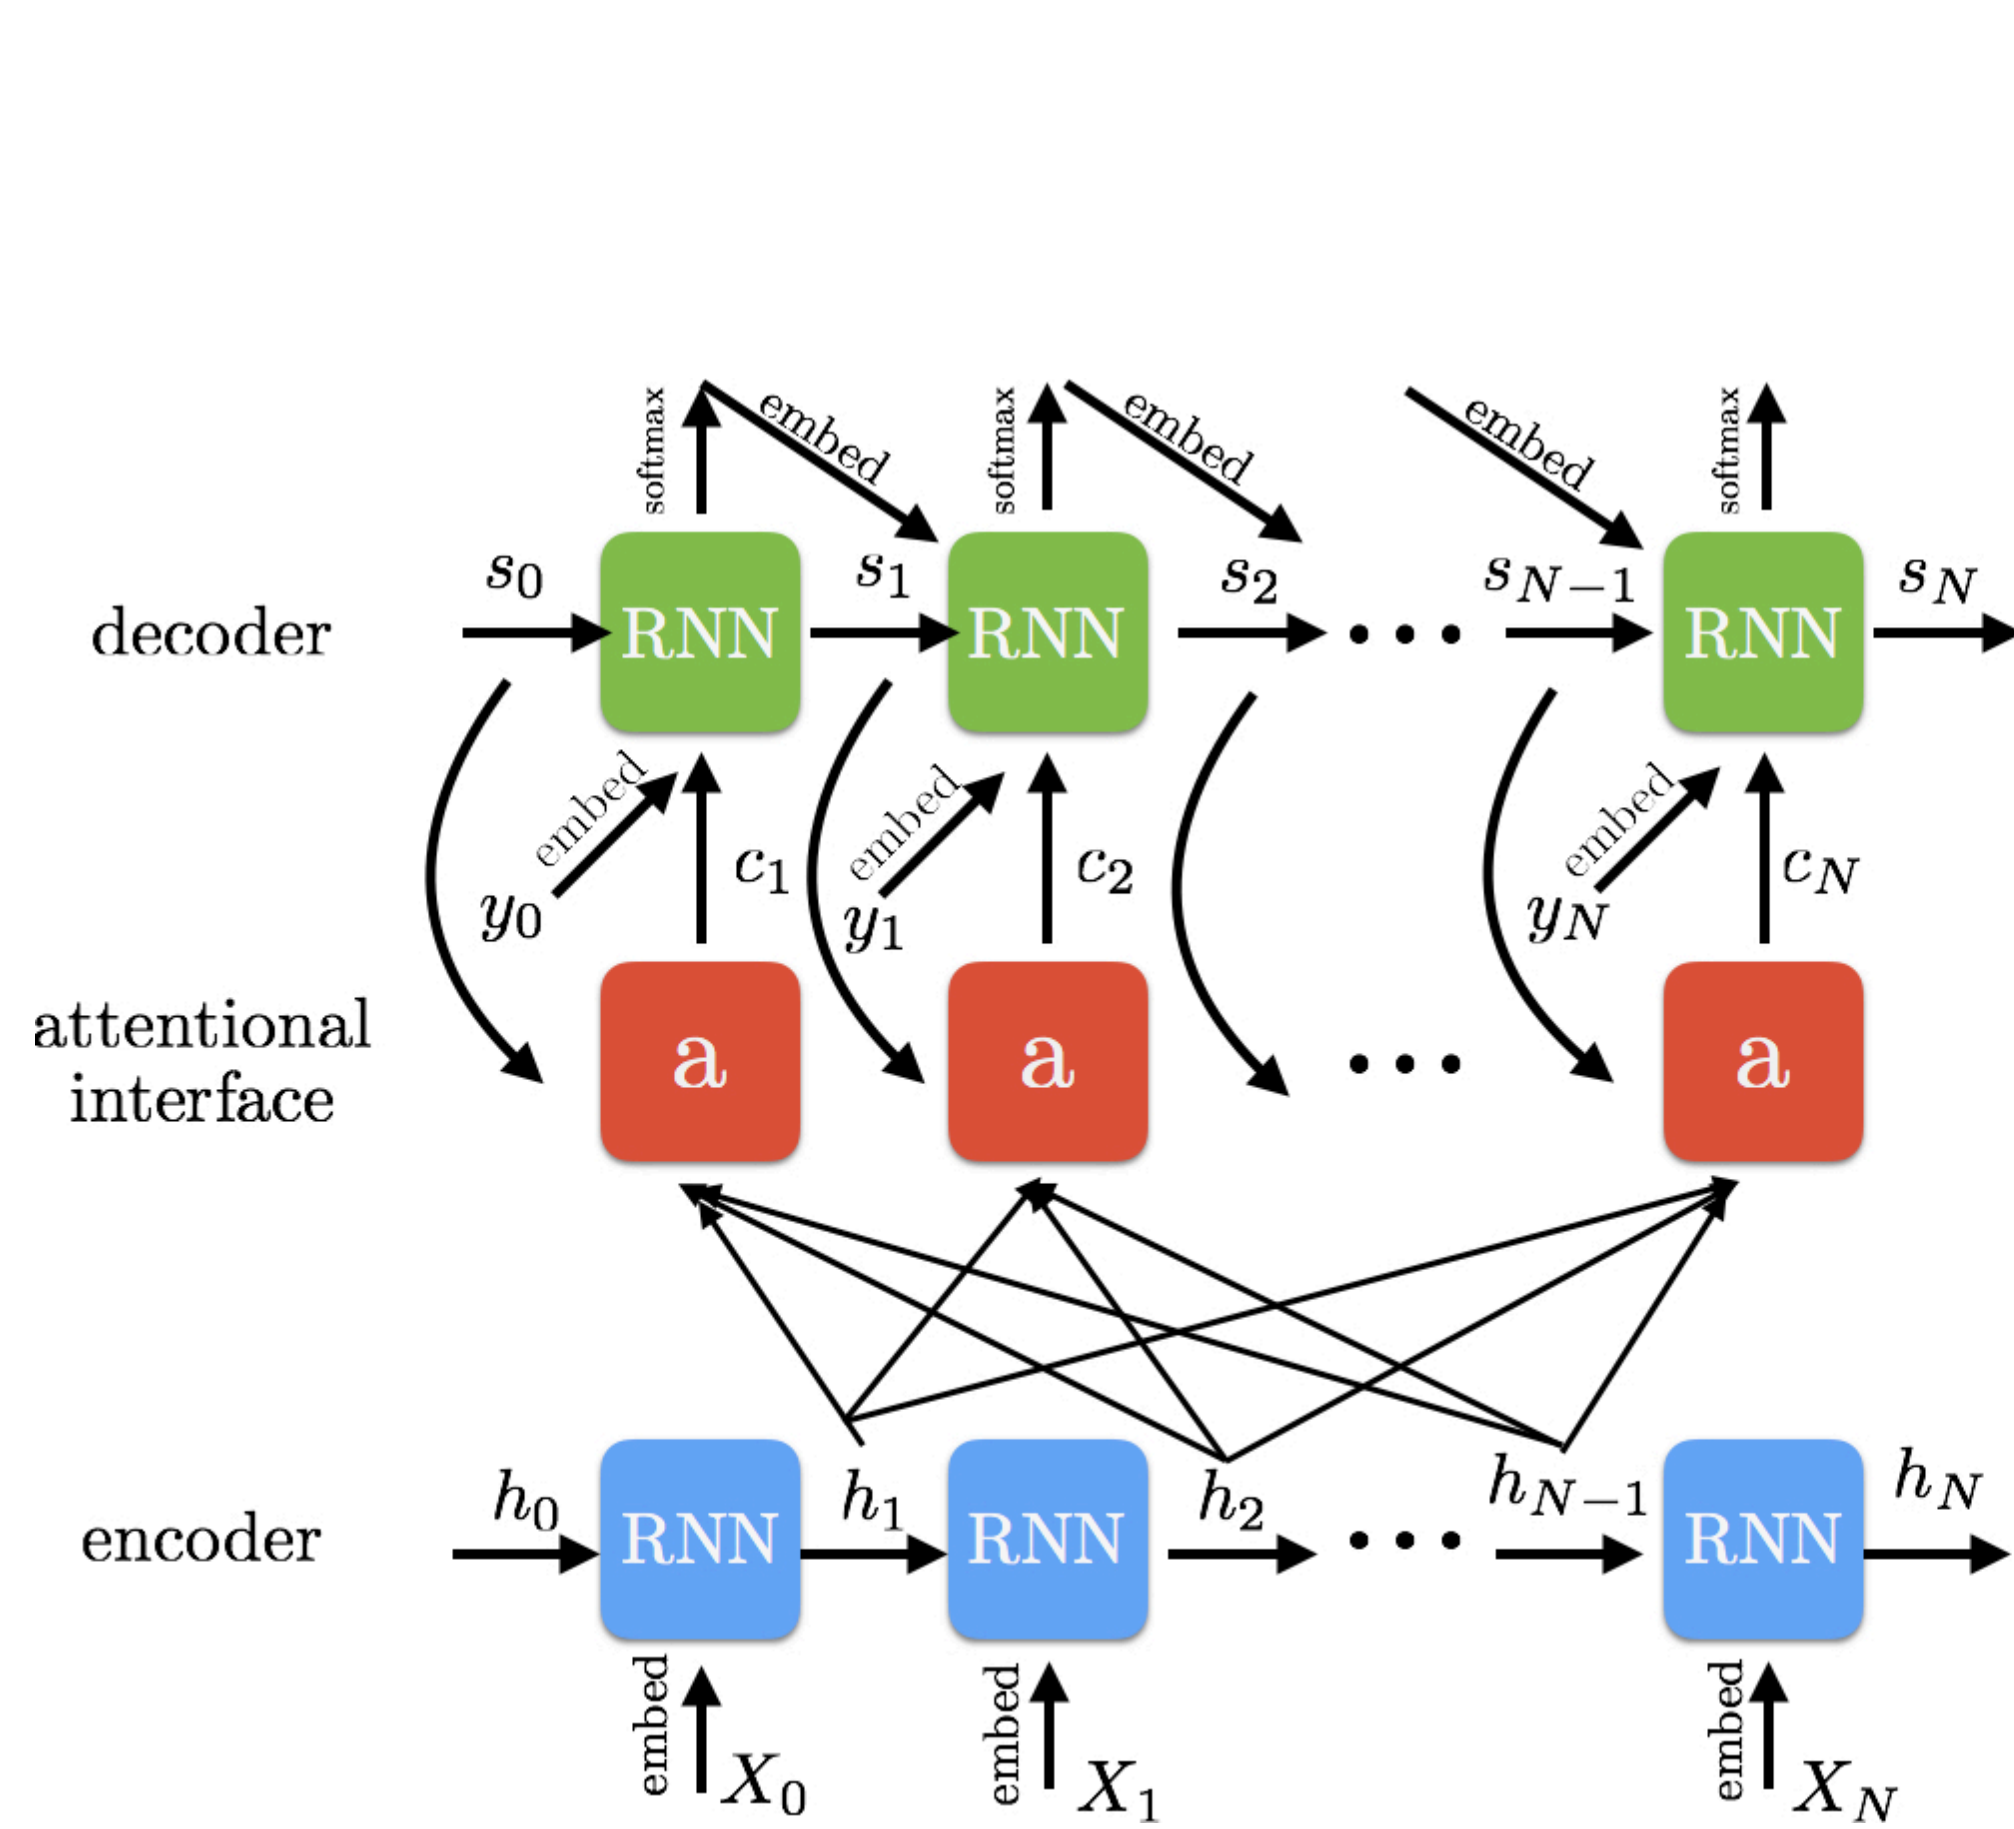 softmax
embed
softmax
embed
embed
softmax
s0
s1
s2
sN−1
sN
decoder
RNN
RNN
RNN
embed
embed
embed
y0
c1
y1
c2
yN
cN
attentional
interface
a
a
a
h0
h1
h2
hN−1
hN
encoder
RNN
RNN
RNN
embed
X0
embed
X1
embed
XN